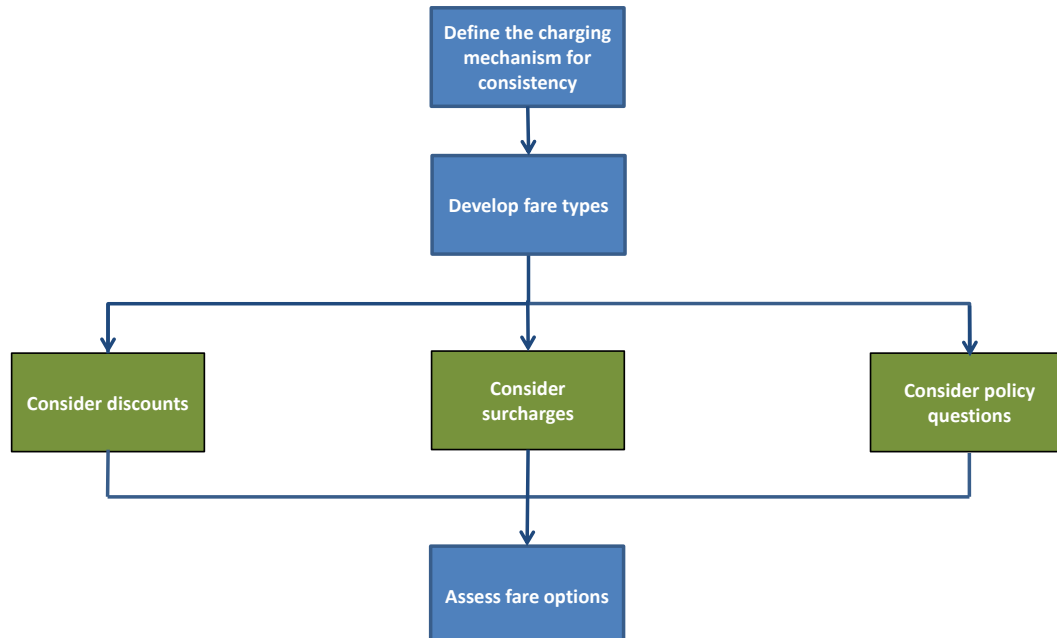 Define the charging
mechanism for
consistency
Develop fare types
Consider discounts
Consider
surcharges
Consider policy
questions
Assess fare options